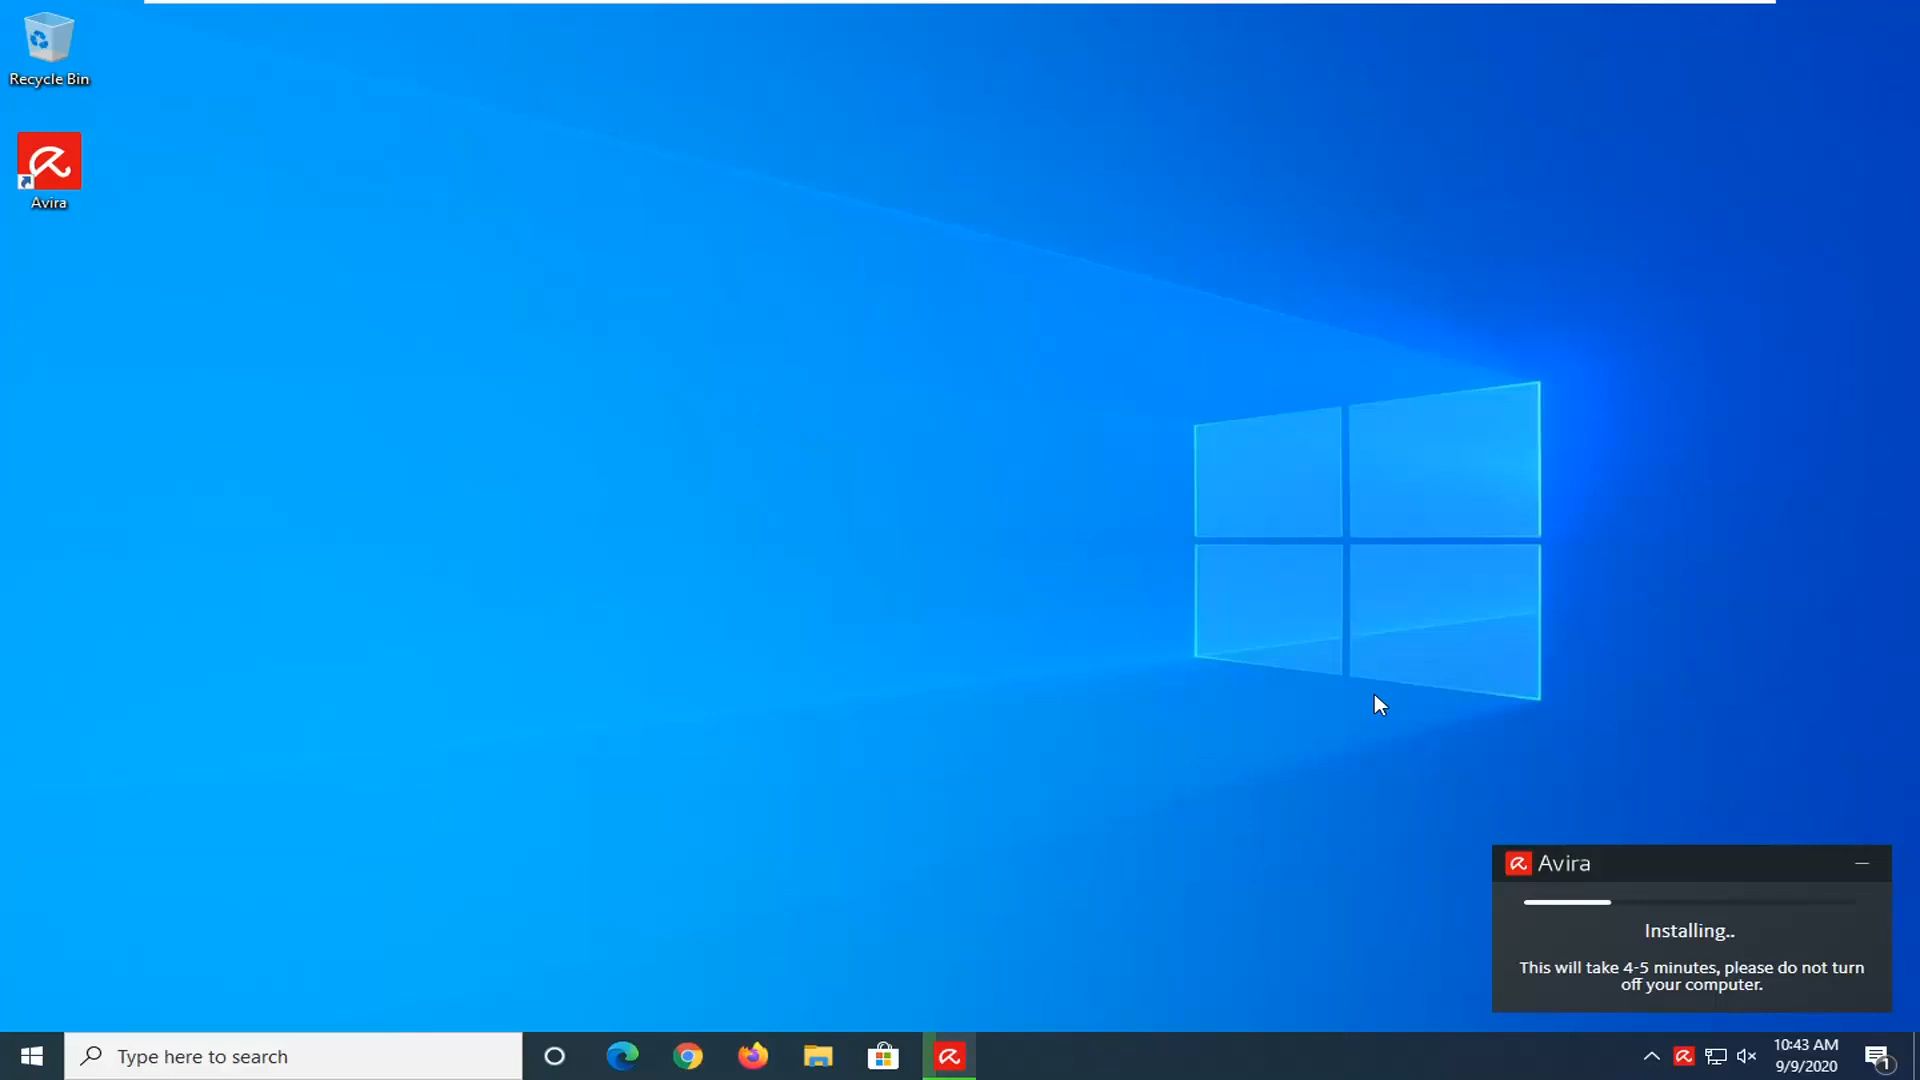 Recycle Bin
Avira
Avira
Installing..
This will take 4-5 minutes, please do not turn
off your computer.
Type here to search
10:43 AM
9/9/2020
1